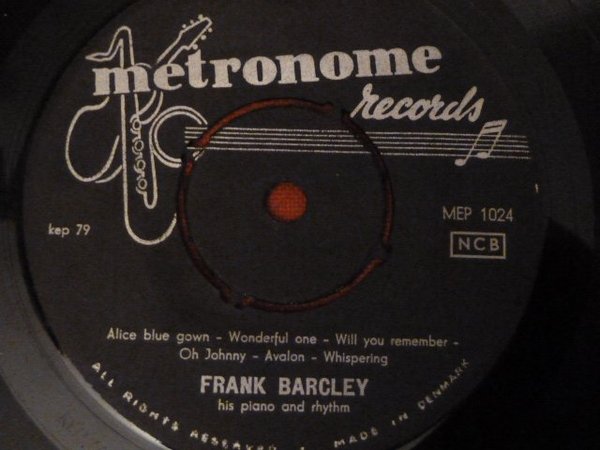 metronome
records
MEP 1024
NCB
kep 79
Alice blue gown - Wonderful one - Will you remember -
Oh Johnny - Avalon - Whispering
FRANK BARCLEY
his piano and rhythm
ALL RIGHTS RESERVED · MADE IN DENMARK